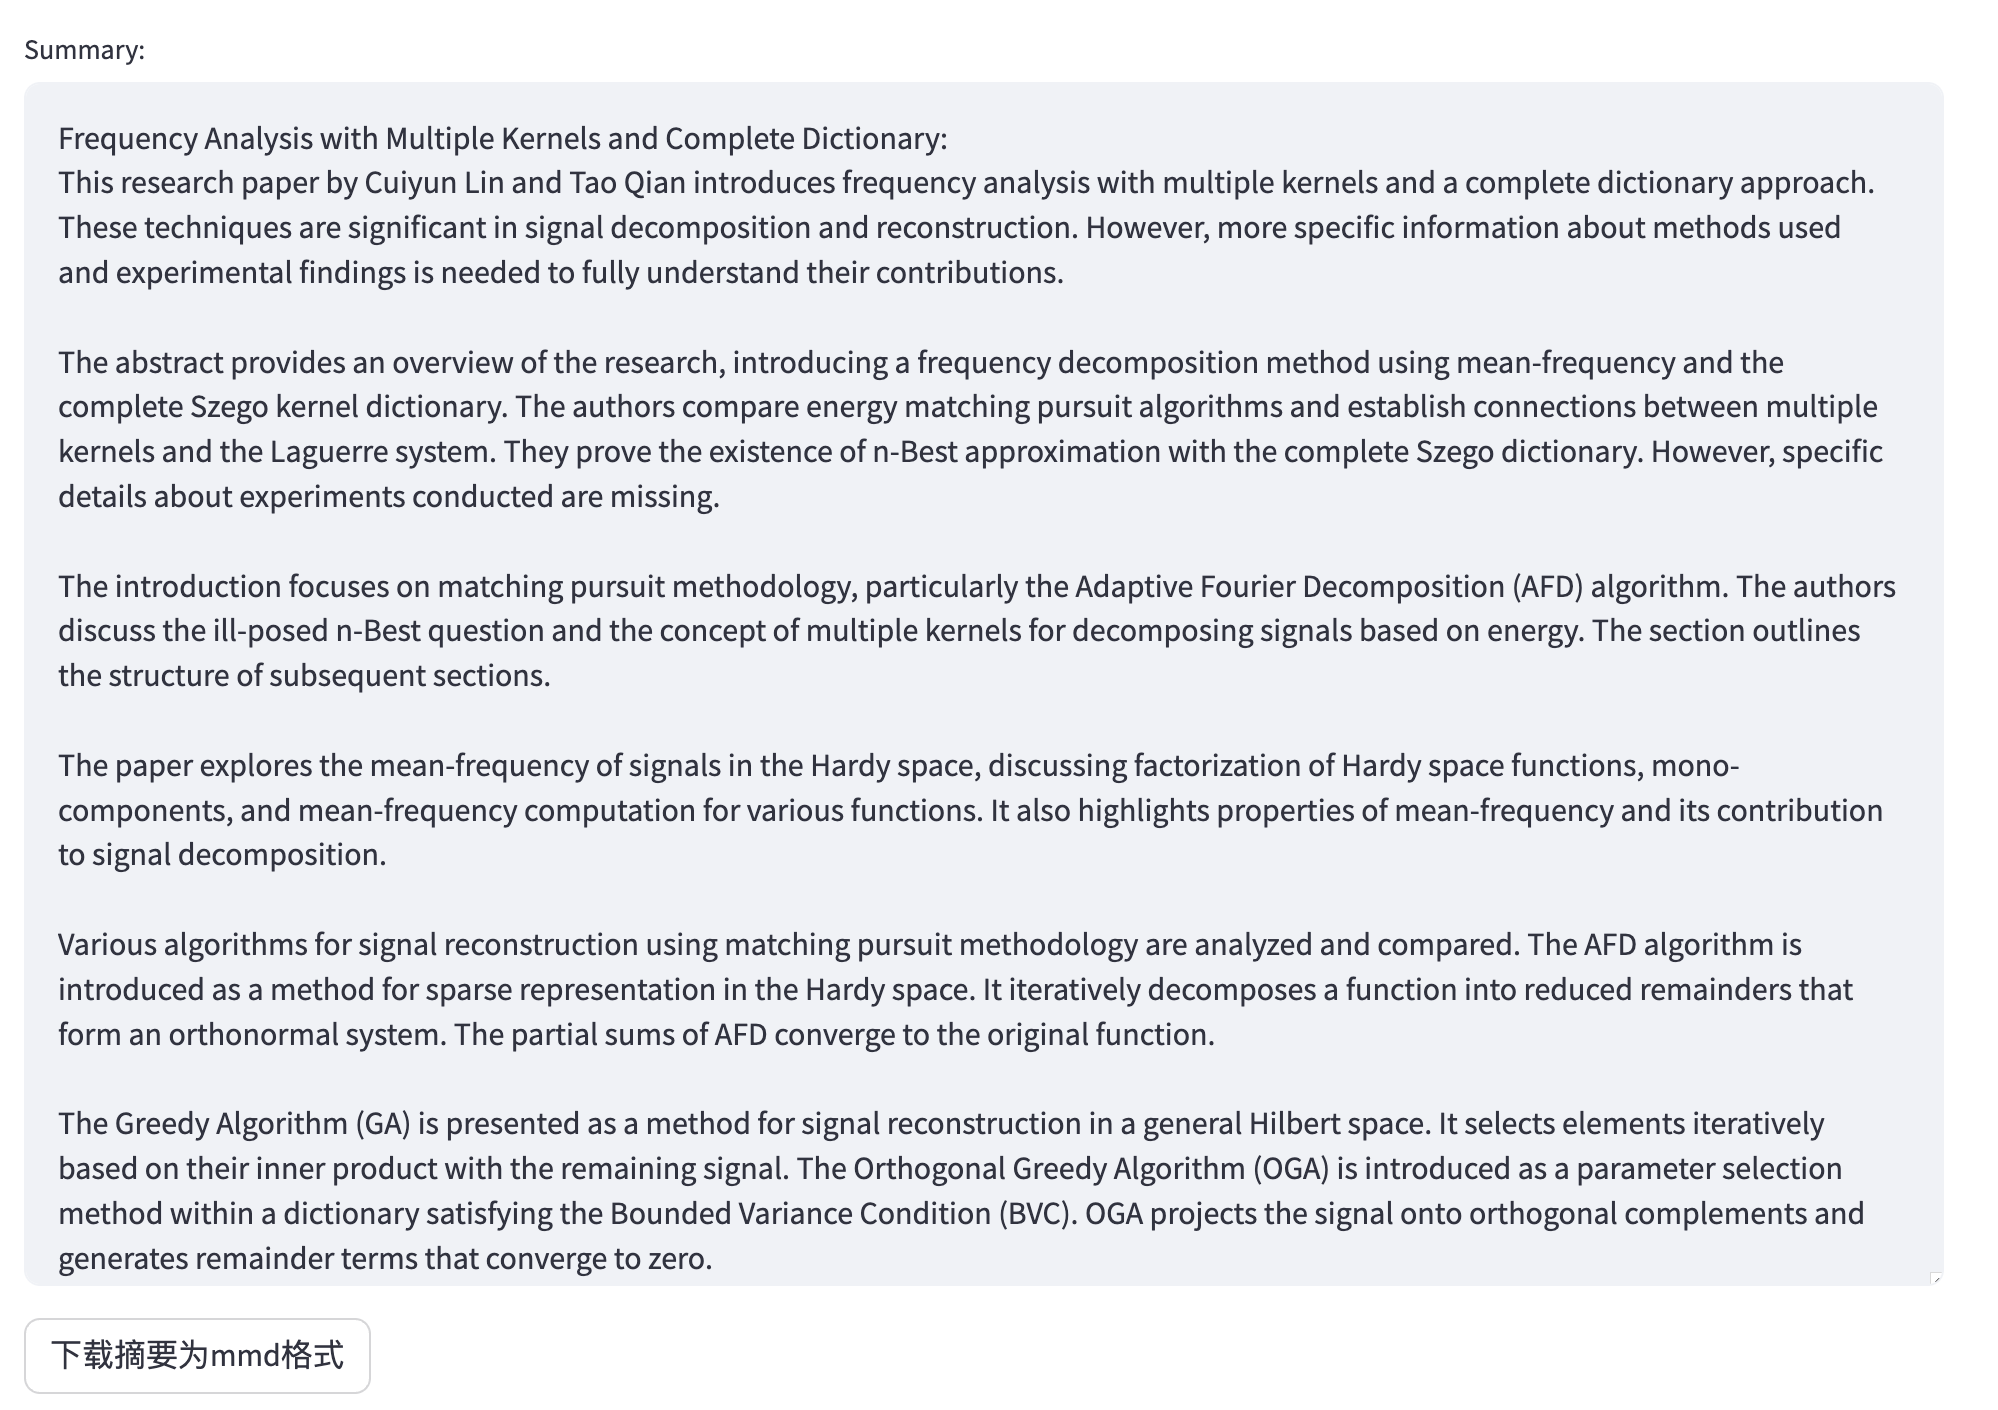 Summary:
Frequency Analysis with Multiple Kernels and Complete Dictionary:
This research paper by Cuiyun Lin and Tao Qian introduces frequency analysis with multiple kernels and a complete dictionary approach.
These techniques are significant in signal decomposition and reconstruction. However, more specific information about methods used
and experimental findings is needed to fully understand their contributions.
The abstract provides an overview of the research, introducing a frequency decomposition method using mean-frequency and the
complete Szego kernel dictionary. The authors compare energy matching pursuit algorithms and establish connections between multiple
kernels and the Laguerre system. They prove the existence of n-Best approximation with the complete Szego dictionary. However, specific
details about experiments conducted are missing.
The introduction focuses on matching pursuit methodology, particularly the Adaptive Fourier Decomposition (AFD) algorithm. The authors
discuss the ill-posed n-Best question and the concept of multiple kernels for decomposing signals based on energy. The section outlines
the structure of subsequent sections.
The paper explores the mean-frequency of signals in the Hardy space, discussing factorization of Hardy space functions, mono-
components, and mean-frequency computation for various functions. It also highlights properties of mean-frequency and its contribution
to signal decomposition.
Various algorithms for signal reconstruction using matching pursuit methodology are analyzed and compared. The AFD algorithm is
introduced as a method for sparse representation in the Hardy space. It iteratively decomposes a function into reduced remainders that
form an orthonormal system. The partial sums of AFD converge to the original function.
The Greedy Algorithm (GA) is presented as a method for signal reconstruction in a general Hilbert space. It selects elements iteratively
based on their inner product with the remaining signal. The Orthogonal Greedy Algorithm (OGA) is introduced as a parameter selection
method within a dictionary satisfying the Bounded Variance Condition (BVC). OGA projects the signal onto orthogonal complements and
generates remainder terms that converge to zero.
下载摘要为mmd格式